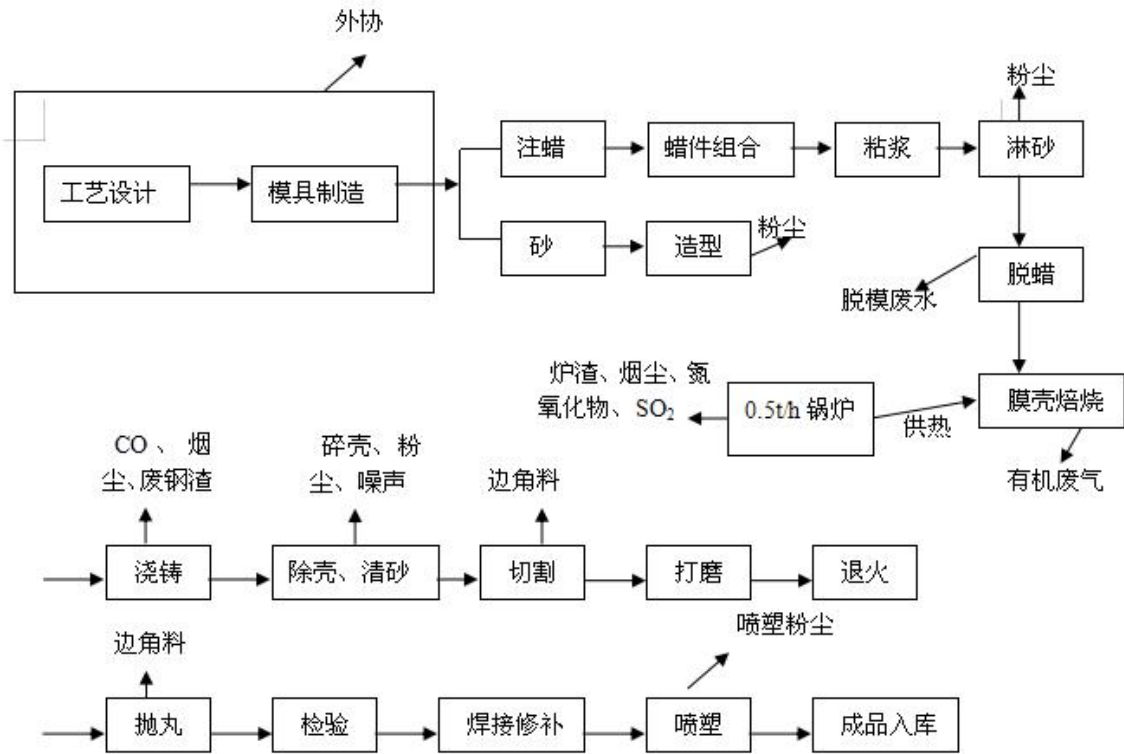 外协
粉尘
注蜡
蜡件组合
粘浆
淋砂
工艺设计
模具制造
砂
造型
粉尘
脱蜡
脱模废水
炉渣、烟尘、氮
氧化物、SO2
0.5t/h 锅炉
供热
膜壳焙烧
有机废气
CO 、烟
尘、废钢渣
碎壳、粉
尘、噪声
边角料
浇铸
除壳、清砂
切割
打磨
退火
边角料
喷塑粉尘
抛丸
检验
焊接修补
喷塑
成品入库